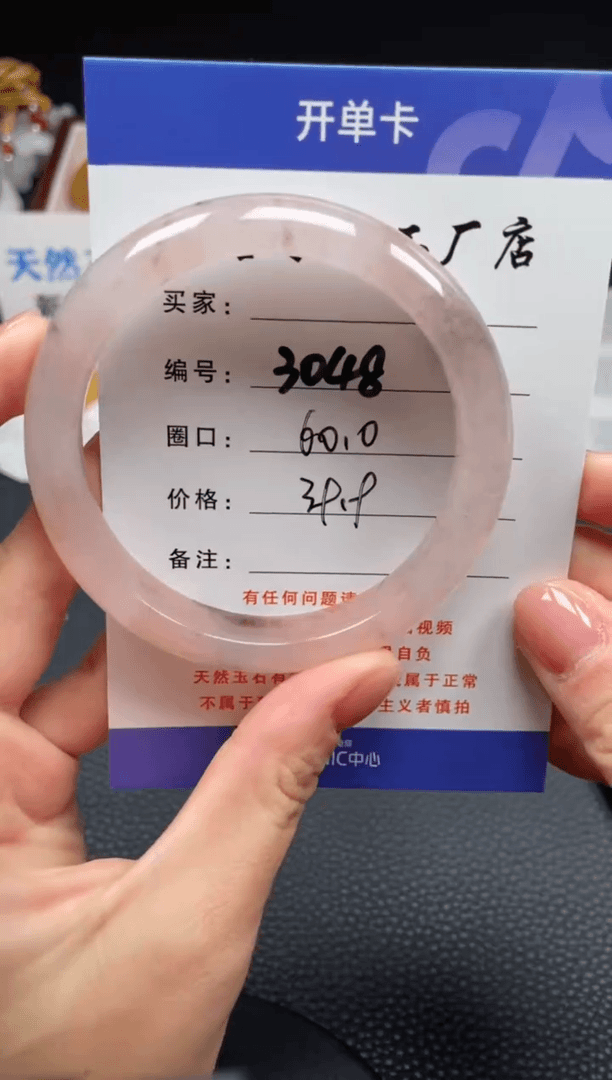 开单卡
厂店
天然
买家:
编号: 3048
圈口: 60.0
价格:
备注:
有任何问题请
视频
自负
天然玉石有 属于正常
不属于 主义者慎拍
IC中心